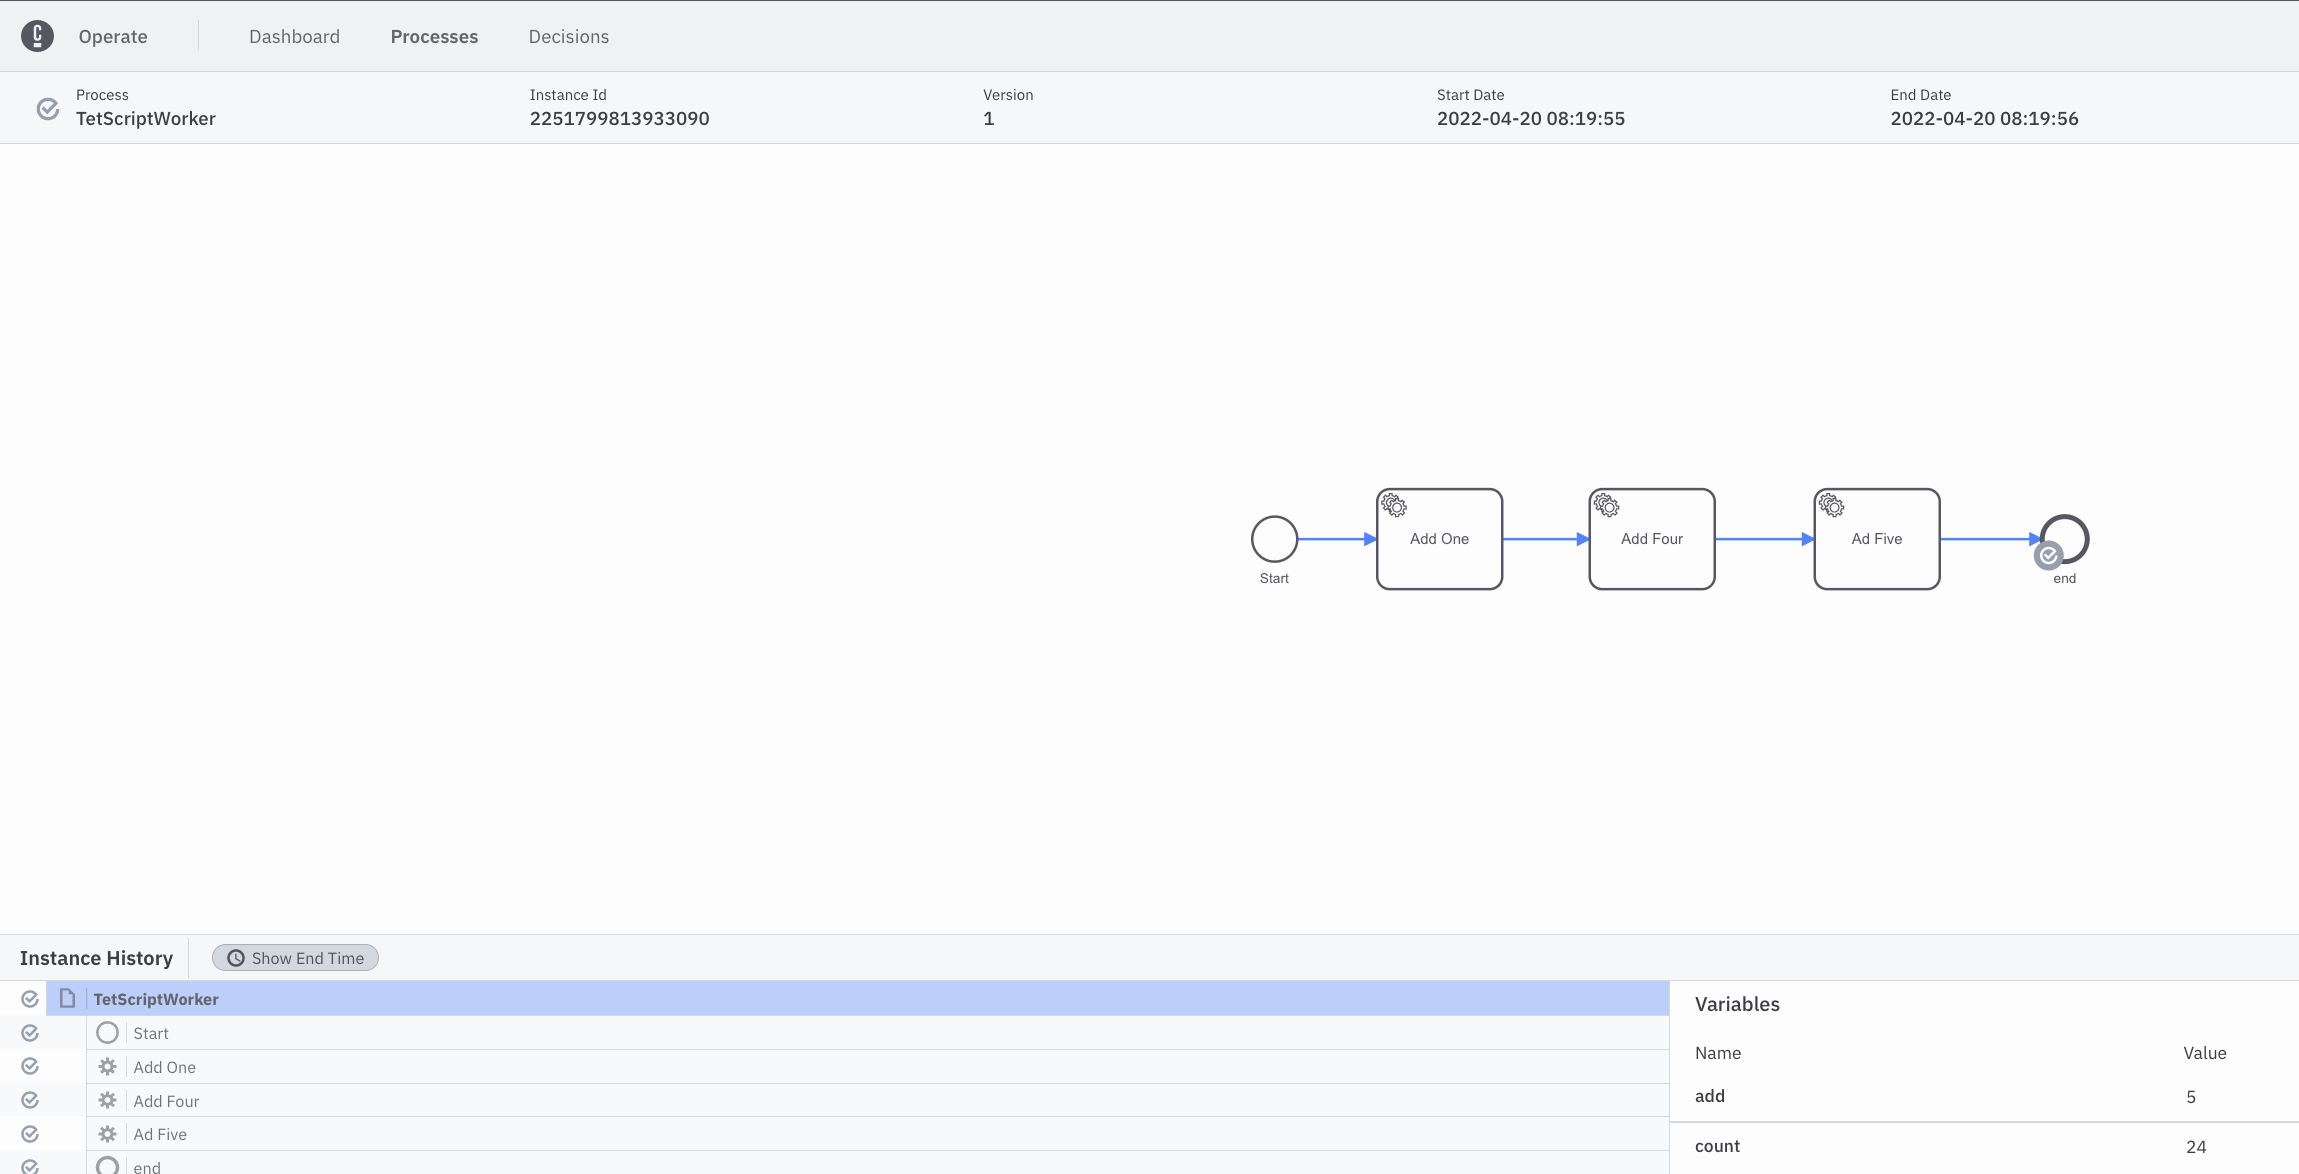 Operate Dashboard Processes Decisions
Process Instance Id Version Start Date End Date
TetScriptWorker 2251799813933090 1 2022-04-20 08:19:55 2022-04-20 08:19:56
Add One Add Four Ad Five
Start end
Instance History Show End Time
TetScriptWorker
Start
Add One
Add Four
Ad Five
end
Variables
Name Value
add 5
count 24